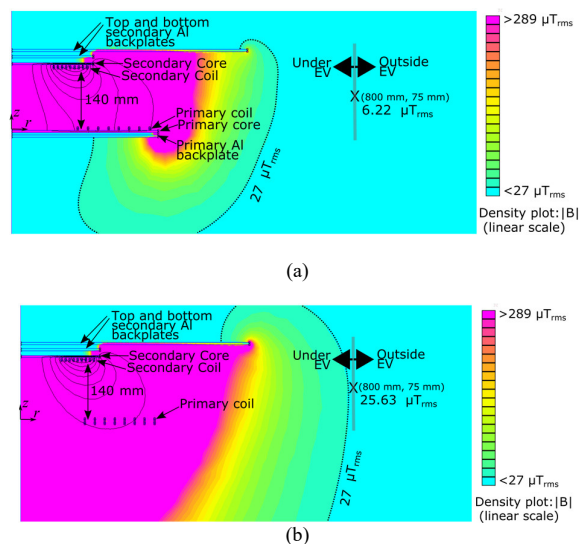 Top and bottom
secondary Al
backplates
Secondary Core
Secondary Coil
140 mm
z
r
Primary coil
Primary core
Primary Al
backplate
27 µTrms
Under
EV
Outside
EV
X(800 mm, 75 mm)
6.22 µTrms
>289 µTrms
<27 µTrms
Density plot:|B|
(linear scale)
(a)
Top and bottom
secondary Al
backplates
Secondary Core
Secondary Coil
140 mm
z
r
Primary coil
27 µTrms
Under
EV
Outside
EV
X(800 mm, 75 mm)
25.63 µTrms
>289 µTrms
<27 µTrms
Density plot:|B|
(linear scale)
(b)